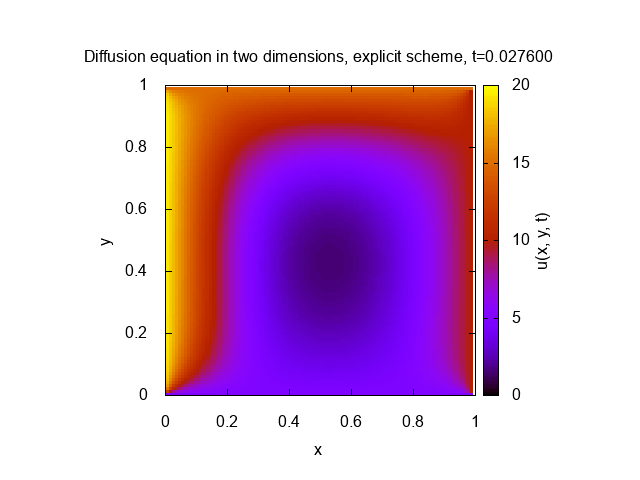 Diffusion equation in two dimensions, explicit scheme, t=0.027600
1
0.8
0.6
0.4
0.2
0
y
0 0.2 0.4 0.6 0.8 1
x
20
15
10
5
0
u(x, y, t)